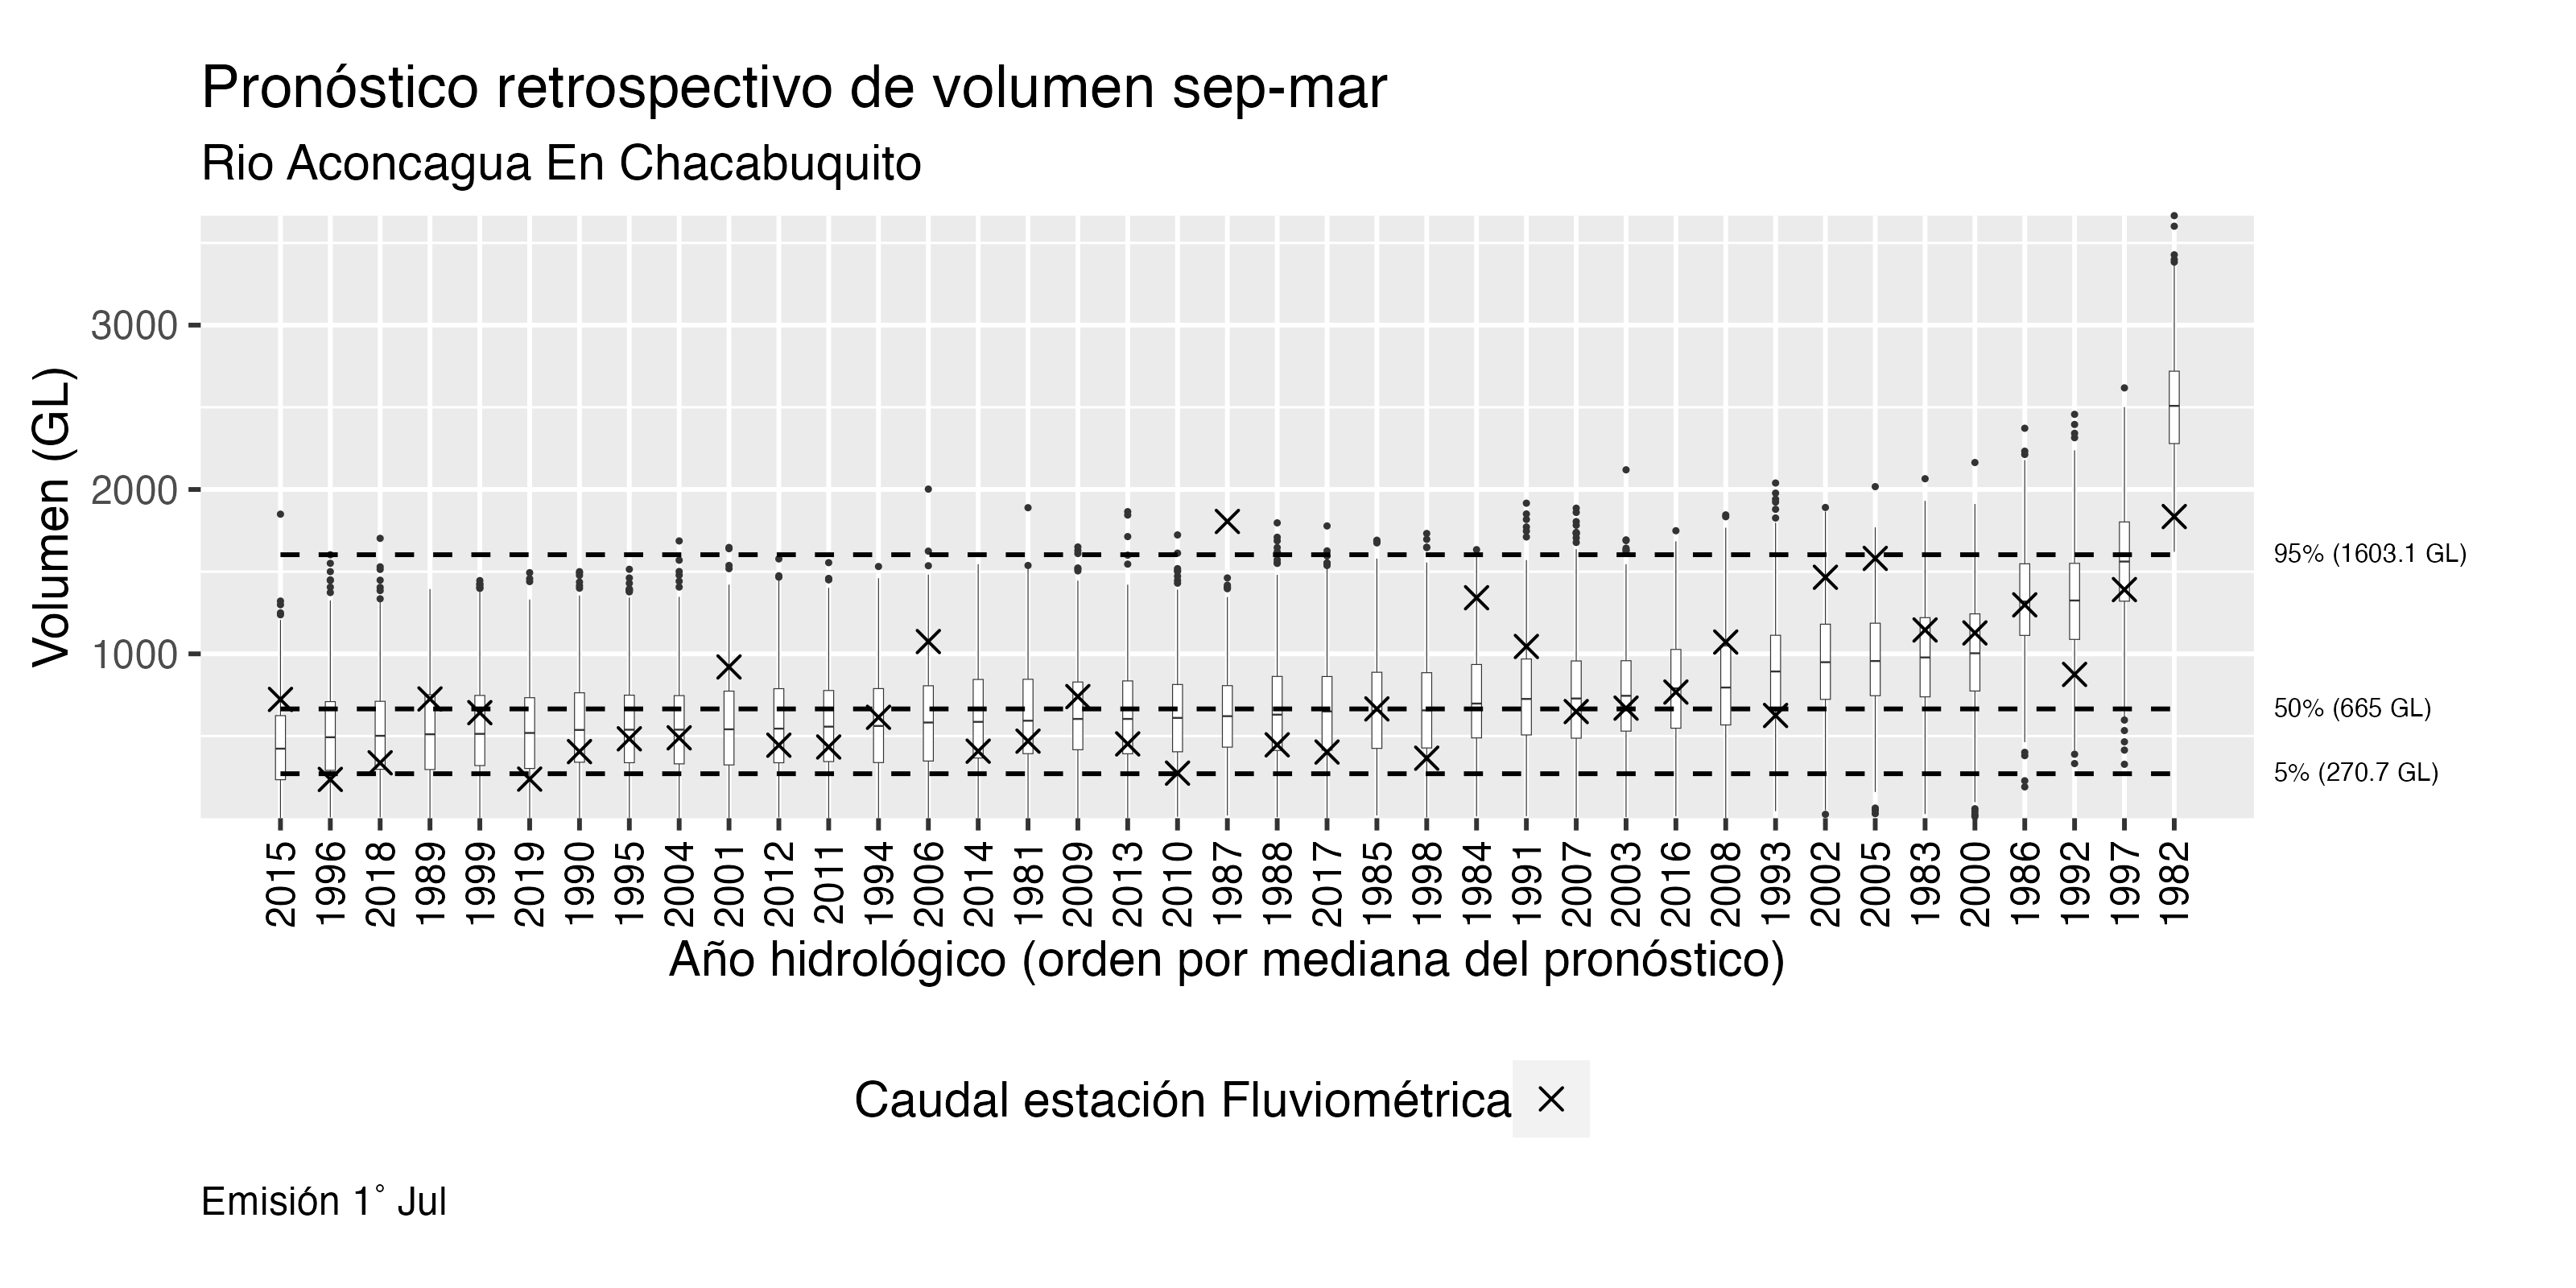 Pronóstico retrospectivo de volumen sep-mar
Rio Aconcagua En Chacabuquito
Volumen (GL)
3000
2000
1000
95% (1603.1 GL)
50% (665 GL)
5% (270.7 GL)
2015 1996 2018 1989 1999 2019 1990 1995 2004 2001 2012 2011 1994 2006 2014 1981 2009 2013 2010 1987 1988 2017 1985 1998 1984 1991 2007 2003 2016 2008 1993 2002 2005 1983 2000 1986 1992 1997 1982
Año hidrológico (orden por mediana del pronóstico)
Caudal estación Fluviométrica
Emisión 1° Jul